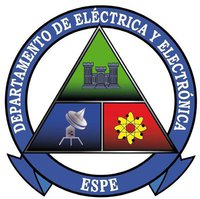 DEPARTAMENTO DE ELÉCTRICA Y ELECTRÓNICA
ESPE